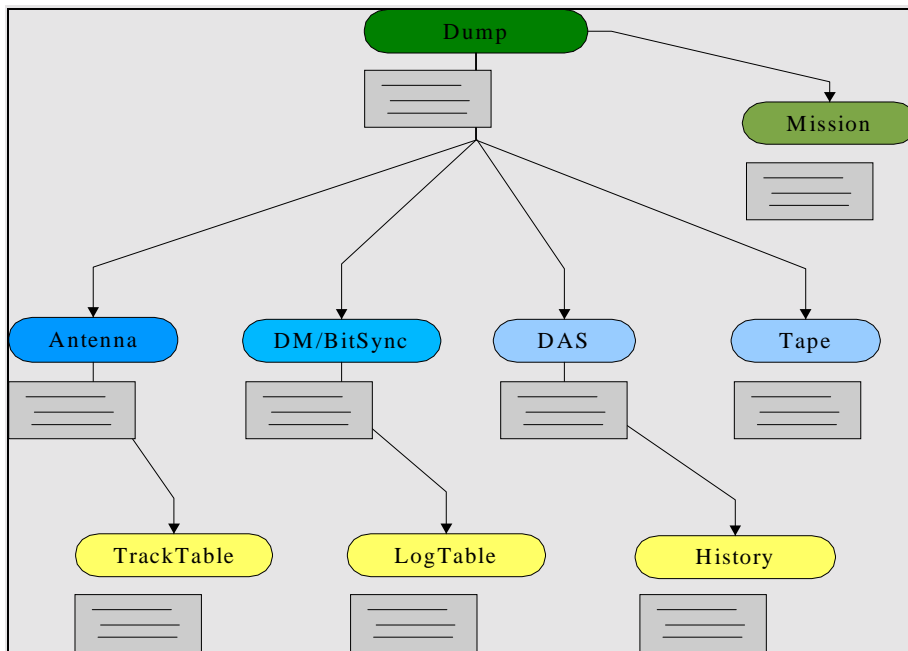 Dump
Mission
Antenna
DM/BitSync
DAS
Tape
TrackTable
LogTable
History